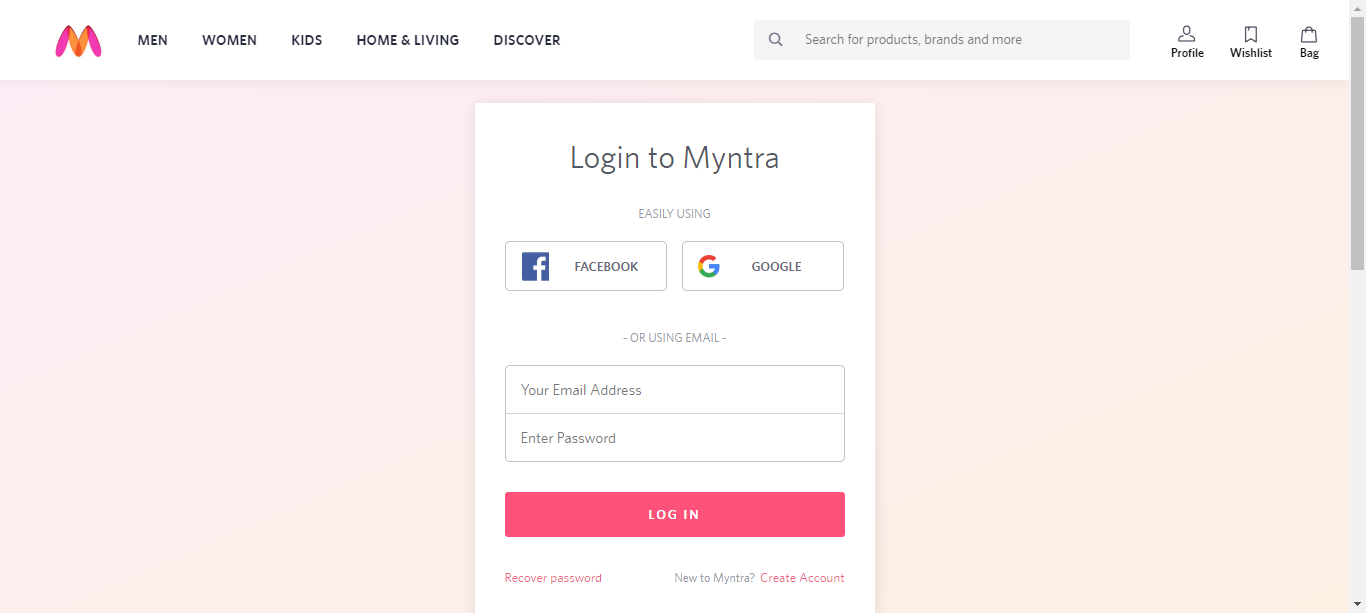 MEN WOMEN KIDS HOME & LIVING DISCOVER Search for products, brands and more Profile Wishlist Bag
Login to Myntra
EASILY USING
FACEBOOK GOOGLE
- OR USING EMAIL -
Your Email Address
Enter Password
LOG IN
Recover password New to Myntra? Create Account